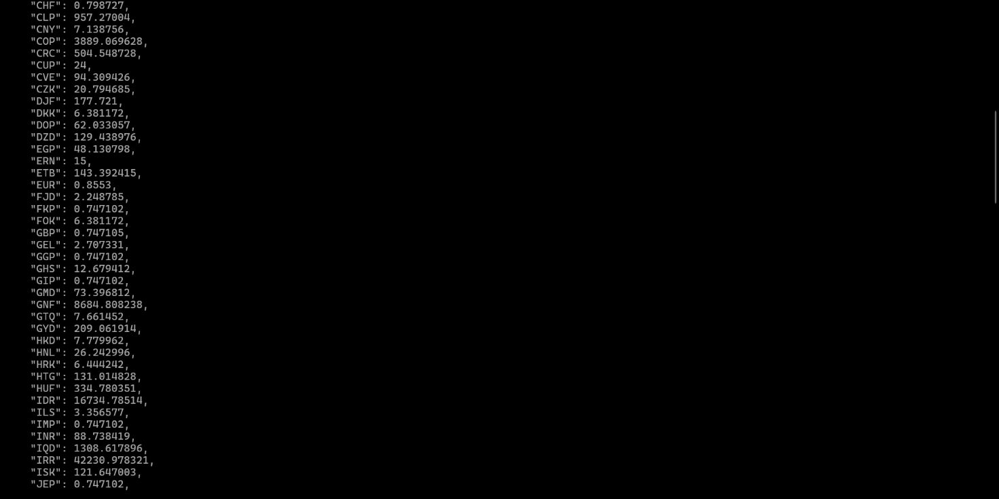 "CHF": 0.798727,
"CLP": 957.27004,
"CNY": 7.138756,
"COP": 3889.069628,
"CRC": 504.548728,
"CUP": 24,
"CVE": 94.309426,
"CZK": 20.794685,
"DJF": 177.721,
"DKK": 6.381172,
"DOP": 62.033057,
"DZD": 129.438976,
"EGP": 48.130798,
"ERN": 15,
"ETB": 143.392415,
"EUR": 0.8553,
"FJD": 2.248785,
"FKP": 0.747102,
"FOK": 6.381172,
"GBP": 0.747105,
"GEL": 2.707331,
"GGP": 0.747102,
"GHS": 12.679412,
"GIP": 0.747102,
"GMD": 73.396812,
"GNF": 8684.808238,
"GTQ": 7.661452,
"GYD": 209.061914,
"HKD": 7.779962,
"HNL": 26.242996,
"HRK": 6.444242,
"HTG": 131.014828,
"HUF": 334.780351,
"IDR": 16734.78514,
"ILS": 3.356577,
"IMP": 0.747102,
"INR": 88.738419,
"IQD": 1308.617896,
"IRR": 42230.978321,
"ISK": 121.647003,
"JEP": 0.747102,